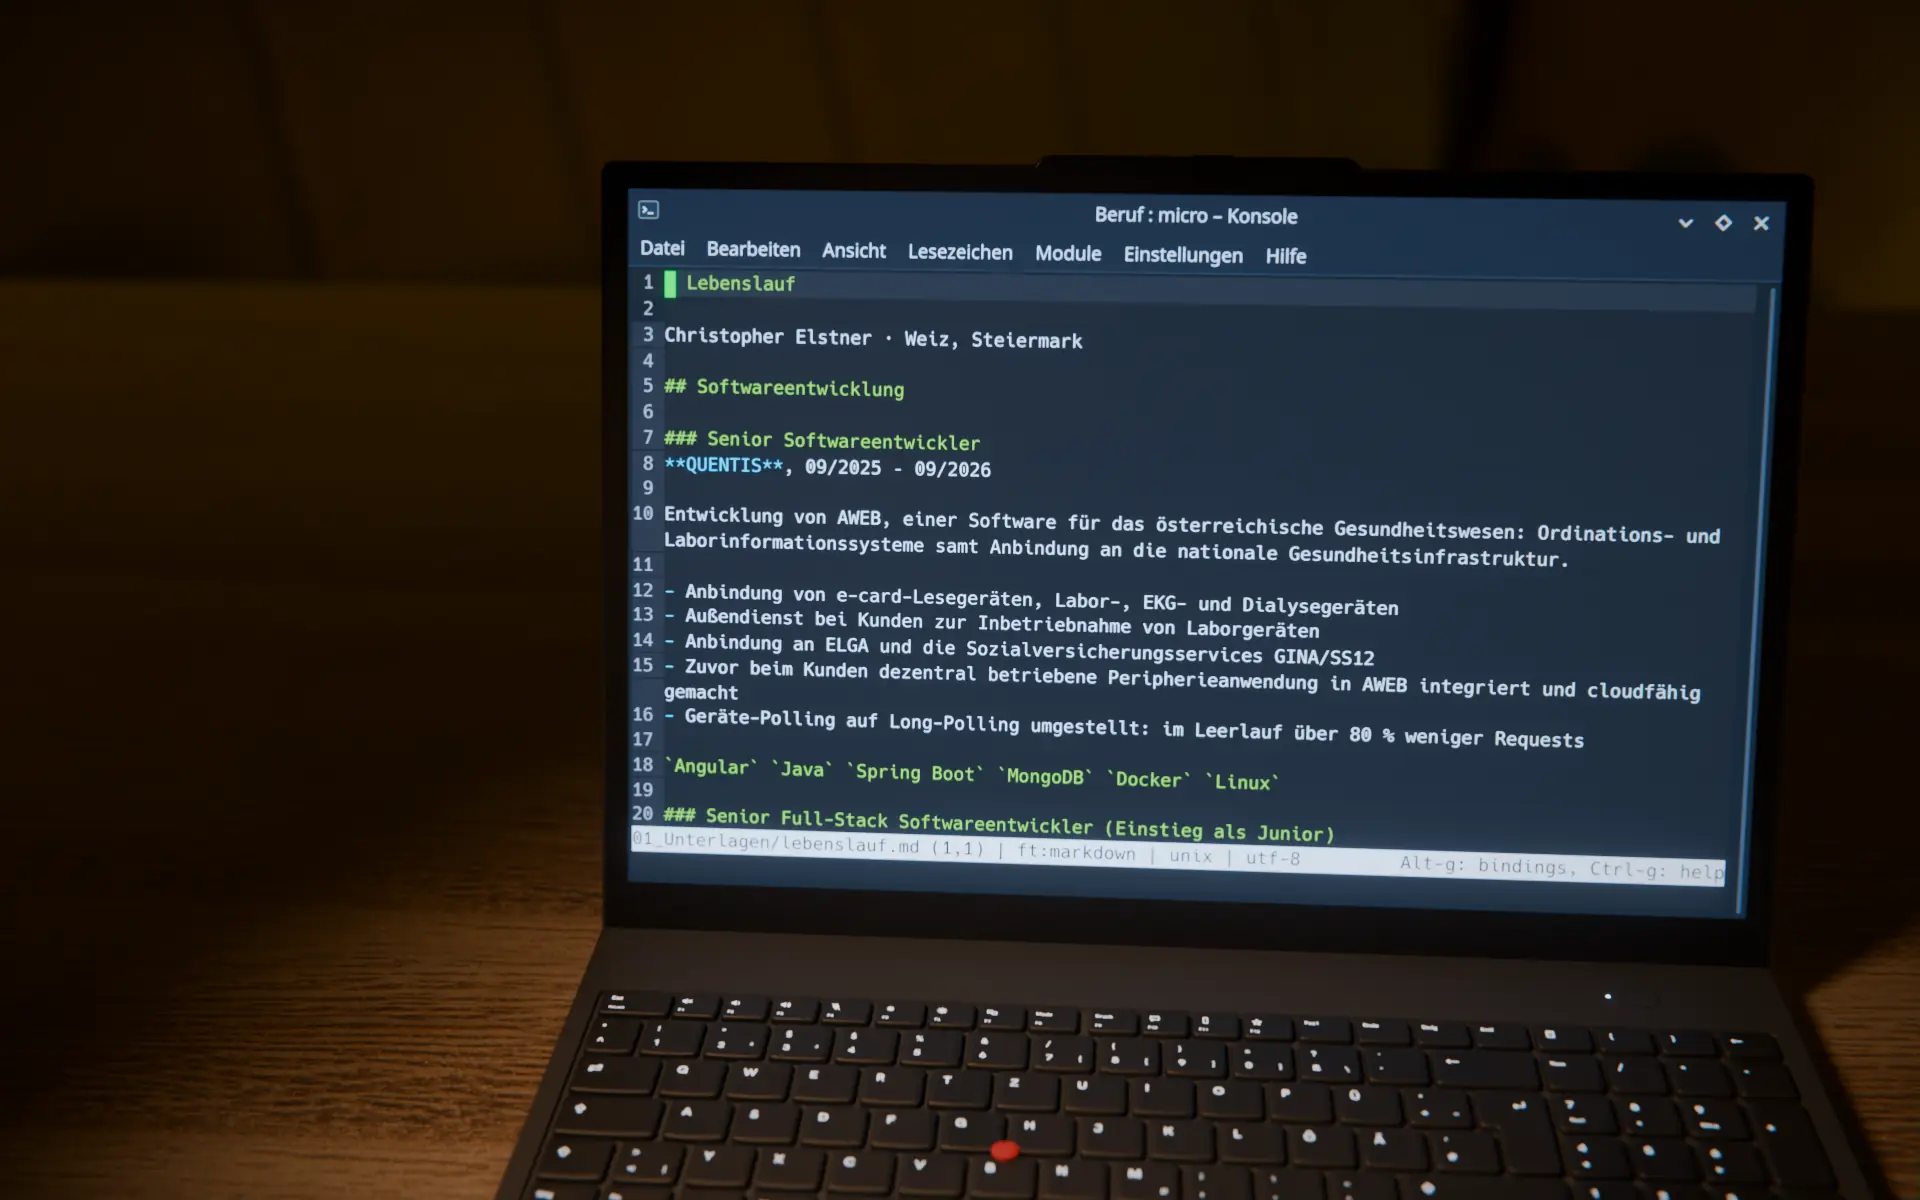 Beruf : micro – Konsole
Datei Bearbeiten Ansicht Lesezeichen Module Einstellungen Hilfe
1 Lebenslauf
2
3 Christopher Elstner · Weiz, Steiermark
4
5 ## Softwareentwicklung
6
7 ### Senior Softwareentwickler
8 **QUENTIS**, 09/2025 - 09/2026
9
10 Entwicklung von AWEB, einer Software für das österreichische Gesundheitswesen: Ordinations- und
Laborinformationssysteme samt Anbindung an die nationale Gesundheitsinfrastruktur.
11
12 - Anbindung von e-card-Lesegeräten, Labor-, EKG- und Dialysegeräten
13 - Außendienst bei Kunden zur Inbetriebnahme von Laborgeräten
14 - Anbindung an ELGA und die Sozialversicherungsservices GINA/SS12
15 - Zuvor beim Kunden dezentral betriebene Peripherieanwendung in AWEB integriert und cloudfähig
gemacht
16 - Geräte-Polling auf Long-Polling umgestellt: im Leerlauf über 80 % weniger Requests
17
18 `Angular` `Java` `Spring Boot` `MongoDB` `Docker` `Linux`
19
20 ### Senior Full-Stack Softwareentwickler (Einstieg als Junior)
01_Unterlagen/lebenslauf.md (1,1) | ft:markdown | unix | utf-8 Alt-g: bindings, Ctrl-g: help
Q W E R T Z U I O P Ü
A S D F G H J K L Ö Ä
Y X C V B N M